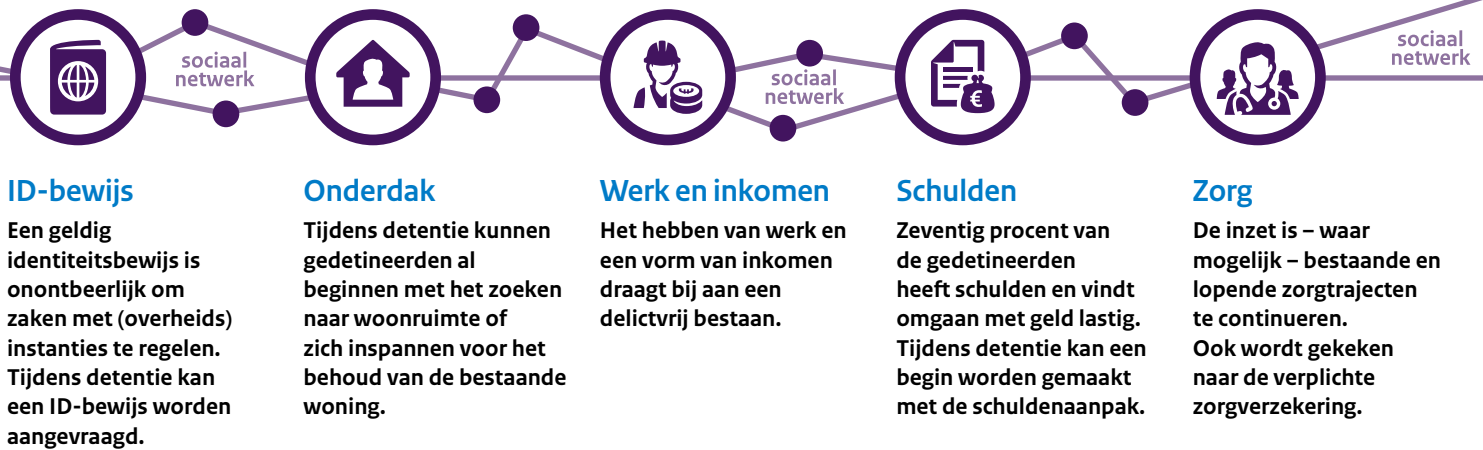 sociaal
netwerk
sociaal
netwerk
sociaal
netwerk
€
ID-bewijs
Een geldig
identiteitsbewijs is
onontbeerlijk om
zaken met (overheids)
instanties te regelen.
Tijdens detentie kan
een ID-bewijs worden
aangevraagd.
Onderdak
Tijdens detentie kunnen
gedetineerden al
beginnen met het zoeken
naar woonruimte of
zich inspannen voor het
behoud van de bestaande
woning.
Werk en inkomen
Het hebben van werk en
een vorm van inkomen
draagt bij aan een
delictvrij bestaan.
Schulden
Zeventig procent van
de gedetineerden
heeft schulden en vindt
omgaan met geld lastig.
Tijdens detentie kan een
begin worden gemaakt
met de schuldenaanpak.
Zorg
De inzet is – waar
mogelijk – bestaande en
lopende zorgtrajecten
te continueren.
Ook wordt gekeken
naar de verplichte
zorgverzekering.